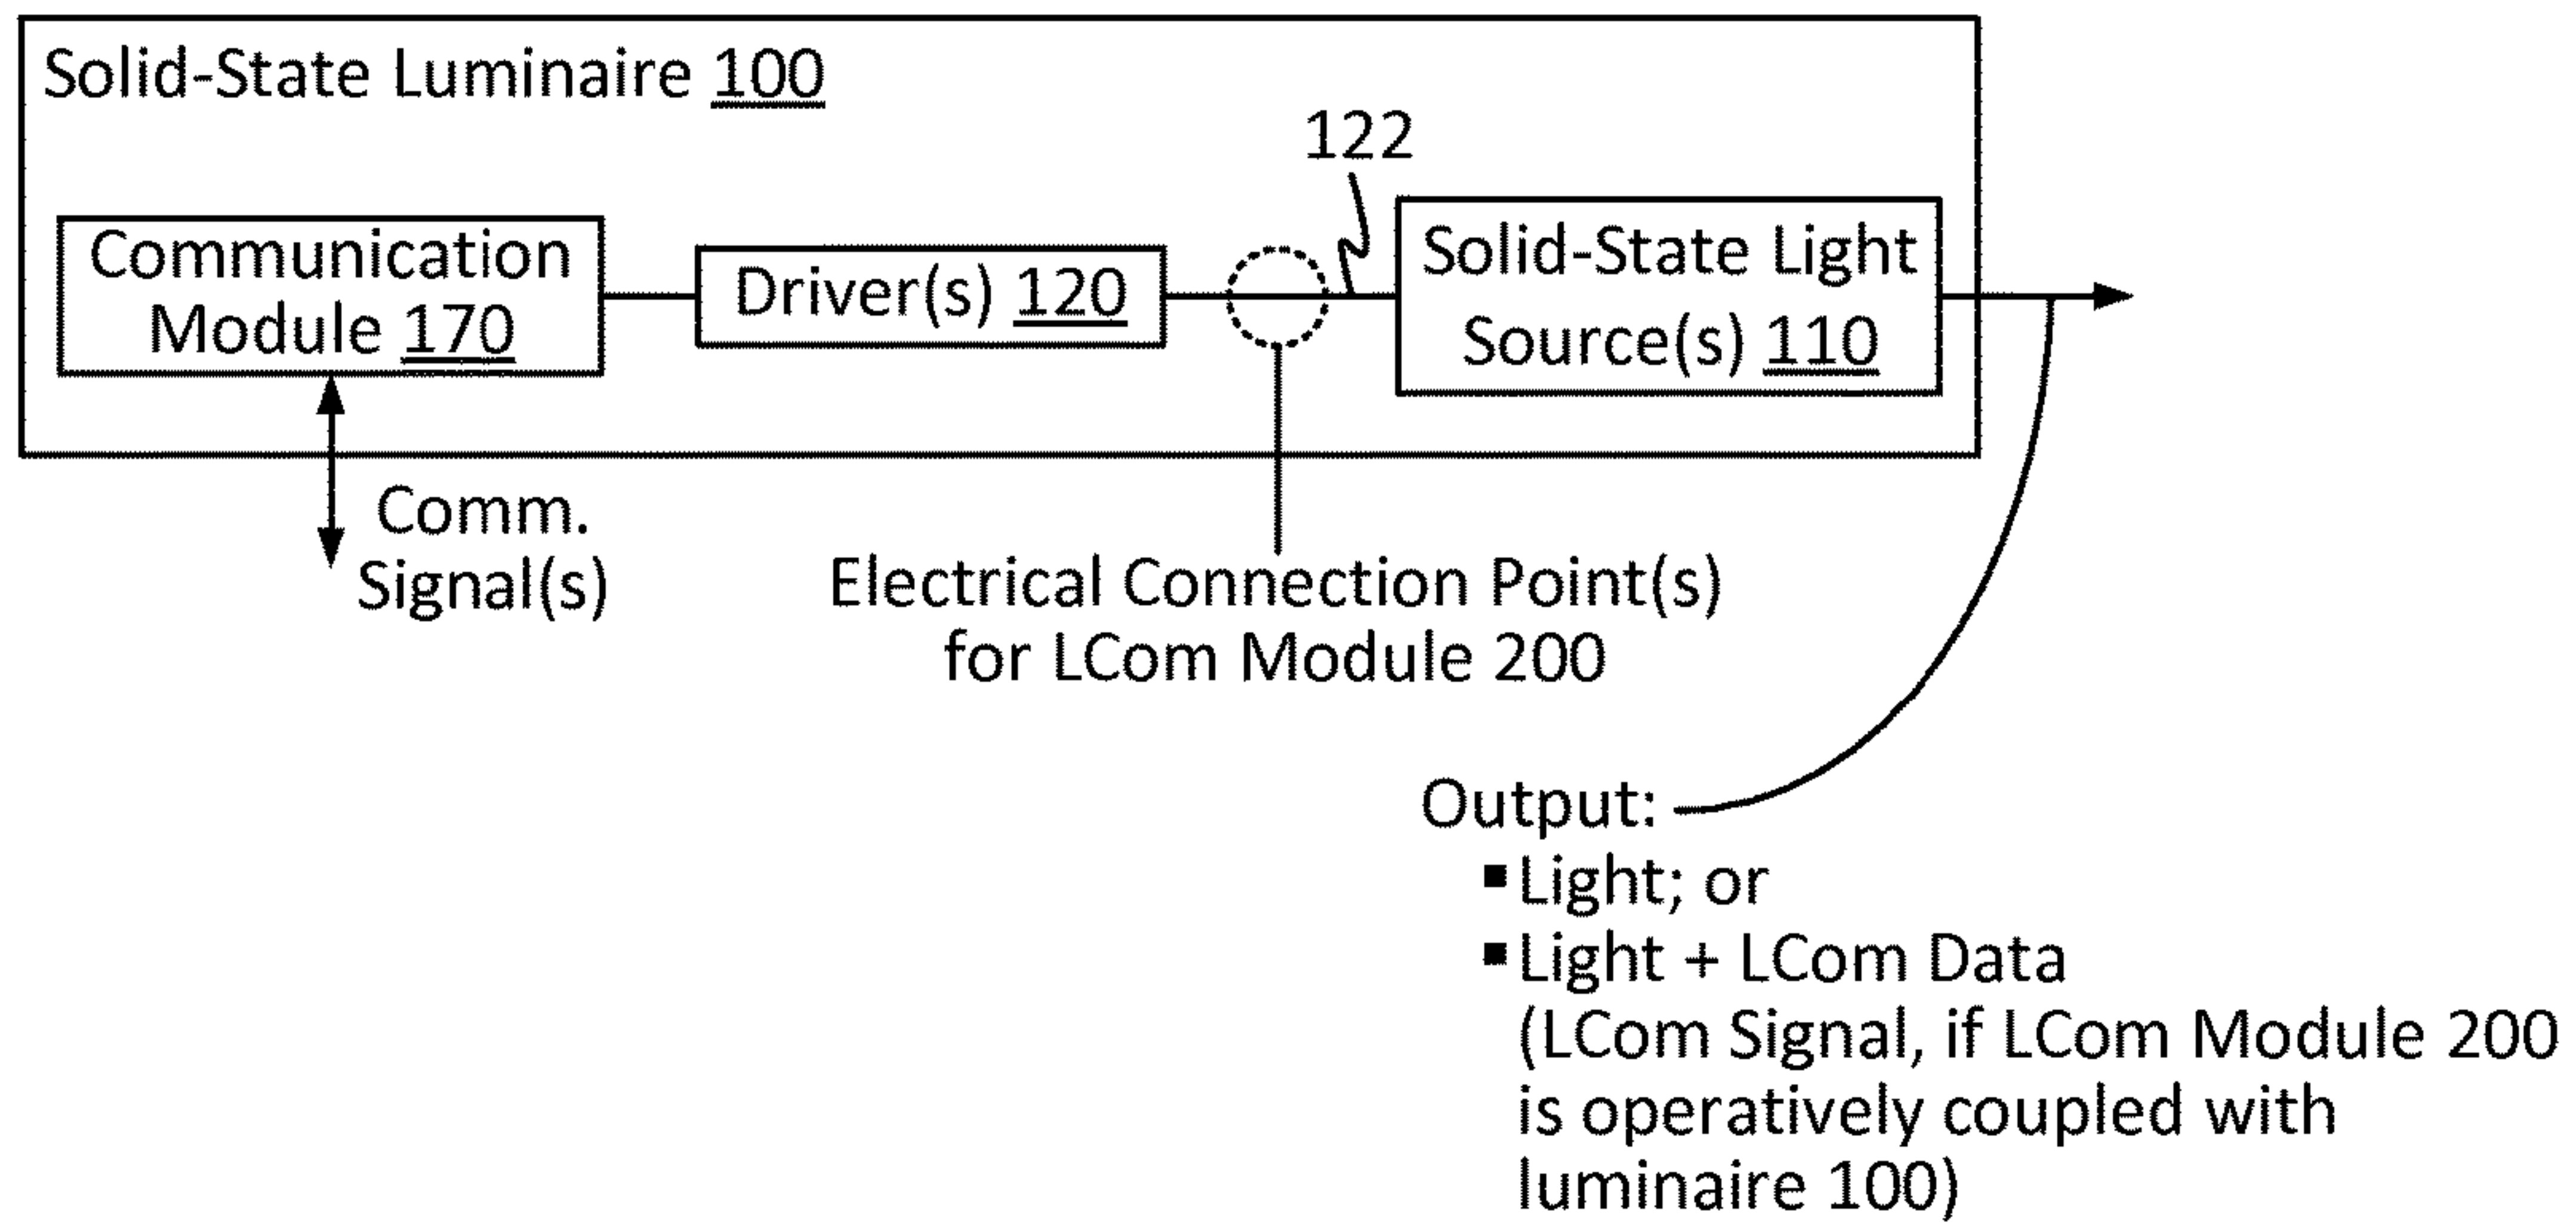 Solid-State Luminaire 100
122
Communication
Module 170
Driver(s) 120
Solid-State Light
Source(s) 110
Comm.
Signal(s)
Electrical Connection Point(s)
for LCom Module 200
Output:
▪ Light; or
▪ Light + LCom Data
(LCom Signal, if LCom Module 200
is operatively coupled with
luminaire 100)